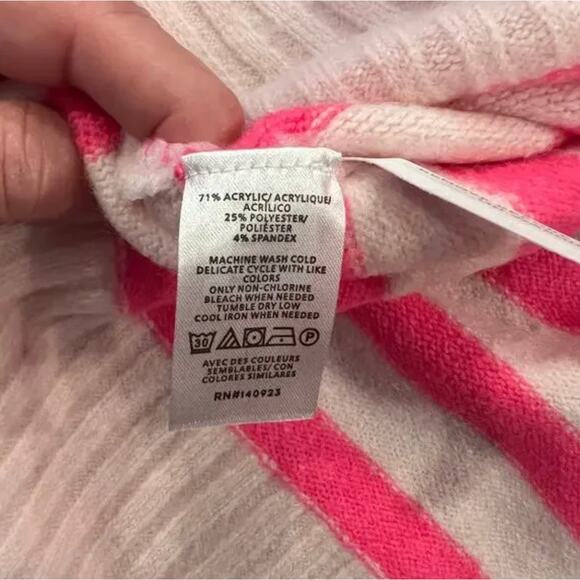 71% ACRYLIC/ ACRYLIQUE/
ACRÍLICO
25% POLYESTER/
POLIÉSTER
4% SPANDEX
MACHINE WASH COLD
DELICATE CYCLE WITH LIKE
COLORS
ONLY NON-CHLORINE
BLEACH WHEN NEEDED
TUMBLE DRY LOW
COOL IRON WHEN NEEDED
30 P
AVEC DES COULEURS
SEMBLABLES/ CON
COLORES SIMILARES
RN#140923